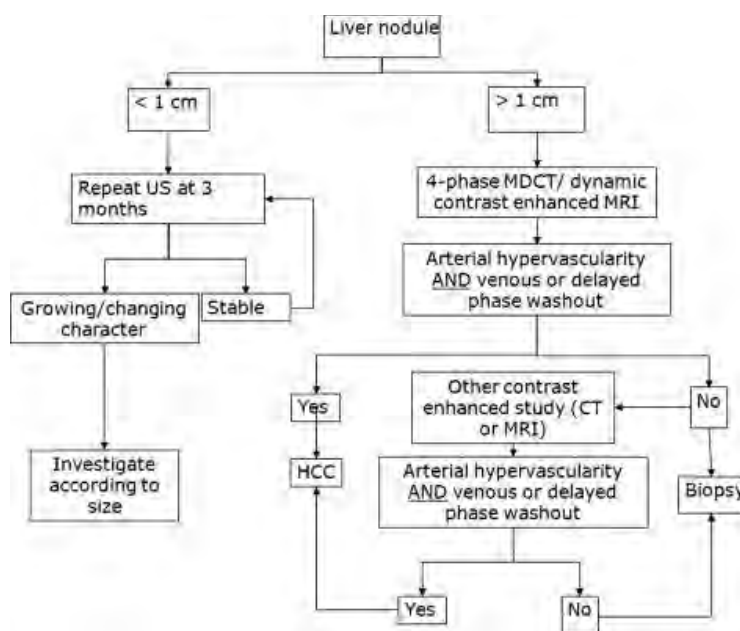 Liver nodule
< 1 cm
> 1 cm
Repeat US at 3
months
4-phase MDCT/ dynamic
contrast enhanced MRI
Arterial hypervascularity
AND venous or delayed
phase washout
Growing/changing
character
Stable
Yes
Other contrast
enhanced study (CT
or MRI)
No
Investigate
according to
size
HCC
Arterial hypervascularity
AND venous or delayed
phase washout
Biopsy
Yes
No